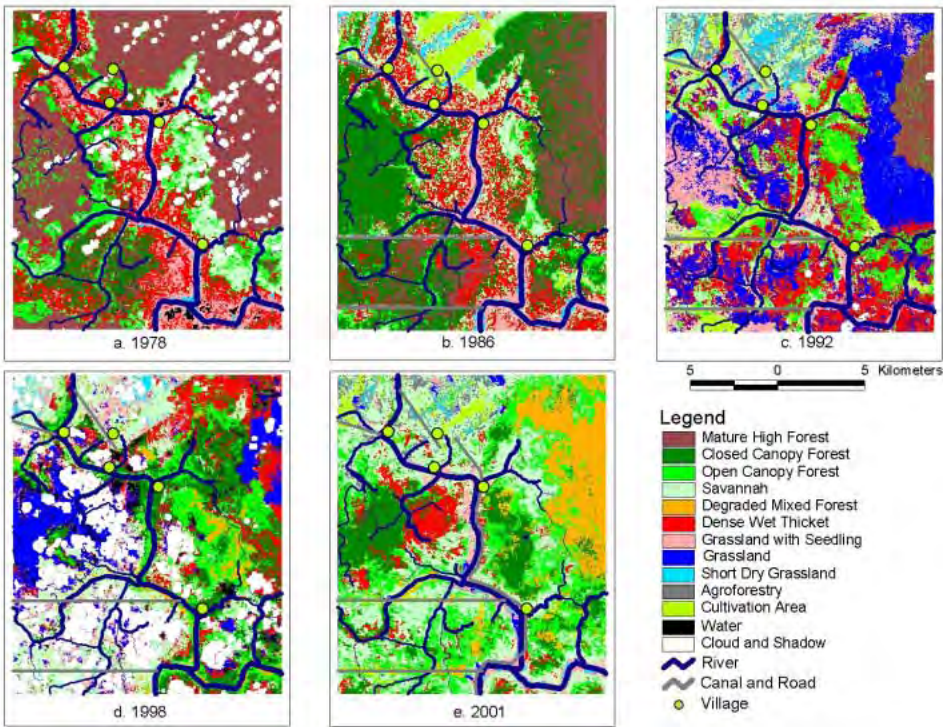 a. 1978
b. 1986
c. 1992
5 0 5 Kilometers
d. 1998
e. 2001
Legend
Mature High Forest
Closed Canopy Forest
Open Canopy Forest
Savannah
Degraded Mixed Forest
Dense Wet Thicket
Grassland with Seedling
Grassland
Short Dry Grassland
Agroforestry
Cultivation Area
Water
Cloud and Shadow
River
Canal and Road
Village